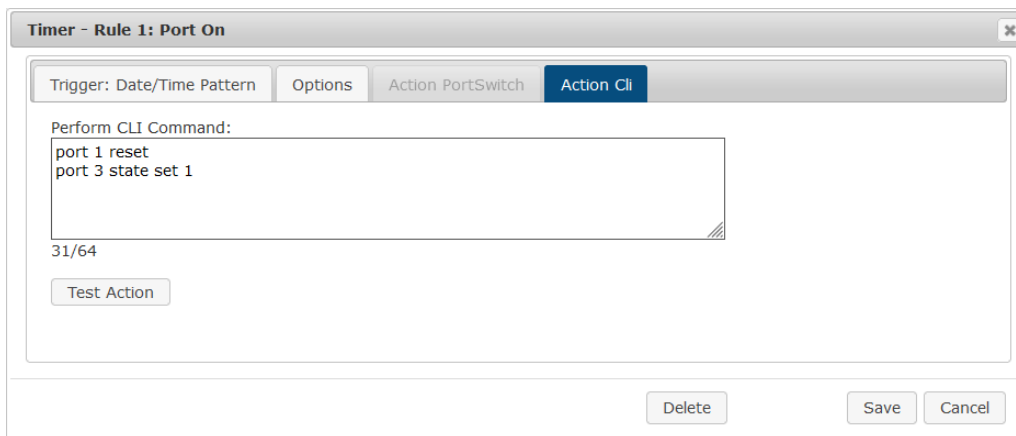 Timer - Rule 1: Port On
Trigger: Date/Time Pattern Options Action PortSwitch Action Cli
Perform CLI Command:
port 1 reset
port 3 state set 1
31/64
Test Action
Delete Save Cancel